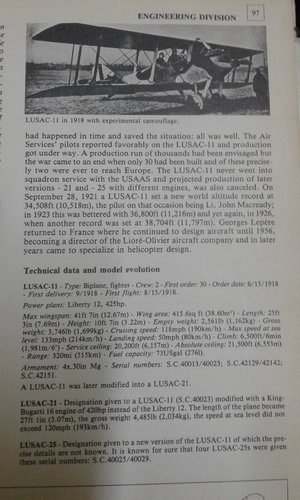 ENGINEERING DIVISION
97
LUSAC-11 in 1918 with experimental camouflage.
had happened in time and saved the situation: all was well. The Air
Services' pilots reported favorably on the LUSAC-11 and production
got under way. A production run of thousands had been envisaged but
the war came to an end when only 30 had been built and of these precise-
ly two were ever to reach Europe. The LUSAC-11 never went into
squadron service with the USAAS and projected production of later
versions - 21 and - 25 with different engines, was also canceled. On
September 28, 1921 a LUSAC-11 set a new world altitude record at
34,508ft (10,518m), the pilot on that occasion being Lt. John Macready;
in 1923 this was bettered with 36,800ft (11,216m) and yet again, in 1926,
when another record was set at 38,704ft (11,797m). Georges Lepère
returned to France where he continued to design aircraft until 1956,
becoming a director of the Lioré-Olivier aircraft company and in later
years came to specialize in helicopter design.
Technical data and model evolution
LUSAC-11 - Type: Biplane, fighter - Crew: 2 - First order: 30 - Order date: 6/15/1918
- First delivery: 9/1918 - First flight: 8/15/1918.
Power plant: Liberty 12, 425hp.
Max wingspan: 41ft 7in (12.67m) - Wing area: 415.6sq ft (38.60m²) - Length: 25ft
3in (7.69m) - Height: 10ft 7in (3.22m) - Empty weight: 2,561lb (1,162kg) - Gross
weight: 3,746lb (1,699kg) - Cruising speed: 118mph (190km/h) - Max speed at sea
level: 133mph (214km/h) - Landing speed: 50mph (80km/h) - Climb: 6,500ft/6min
(1,981m/6') - Service ceiling: 20,200ft (6,157m) - Absolute ceiling: 21,500ft (6,553m)
- Range: 320mi (515km) - Fuel capacity: 73USgal (276l).
Armament: 4x.30in Mg - Serial numbers: S.C.40013/40023; S.C.42129/42142;
S.C.42151.
A LUSAC-11 was later modified into a LUSAC-21.
LUSAC-21 - Designation given to a LUSAC-11 (S.C.40023) modified with a King-
Bugatti 16 engine of 420hp instead of the Liberty 12. The length of the plane became
27ft 1in (3.07m), the gross weight 4,485lb (2,034kg), the speed at sea level did not
exceed 120mph (193km/h).
LUSAC-25 - Designation given to a new version of the LUSAC-11 of which the pre-
cise details are not known. It is known for sure that four LUSAC-25s were given
these serial numbers: S.C.40025/40029.